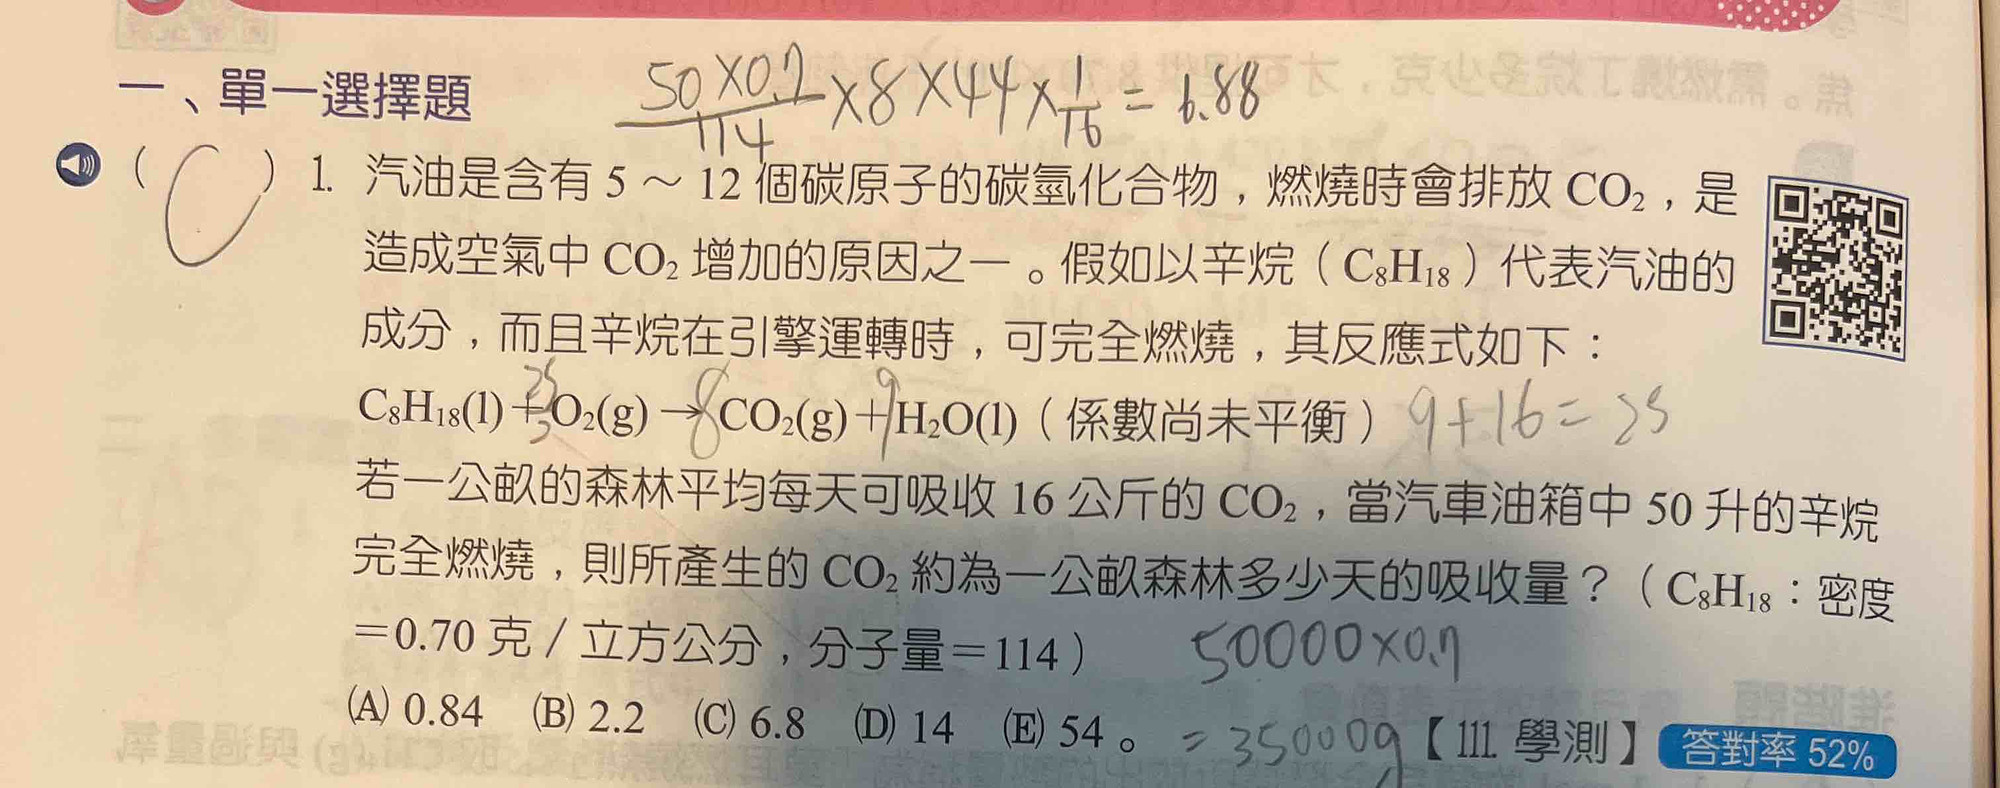 一、單一選擇題
50×0.7/114 ×8×44×1/16=6.88
(C) 1. 汽油是含有 5～12 個碳原子的碳氫化合物，燃燒時會排放 CO₂，是
造成空氣中 CO₂ 增加的原因之一。假如以辛烷（C₈H₁₈）代表汽油的
成分，而且辛烷在引擎運轉時，可完全燃燒，其反應式如下：
C₈H₁₈(l)+25/2O₂(g)→8CO₂(g)+9H₂O(l)（係數尚未平衡）9+16=25
若一公畝的森林平均每天可吸收 16 公斤的 CO₂，當汽車油箱中 50 升的辛烷
完全燃燒，則所產生的 CO₂ 約為一公畝森林多少天的吸收量？（C₈H₁₈：密度
＝0.70 克／立方公分，分子量＝114）50000×0.7
(A) 0.84 (B) 2.2 (C) 6.8 (D) 14 (E) 54。=35000g【111. 學測】答對率 52%